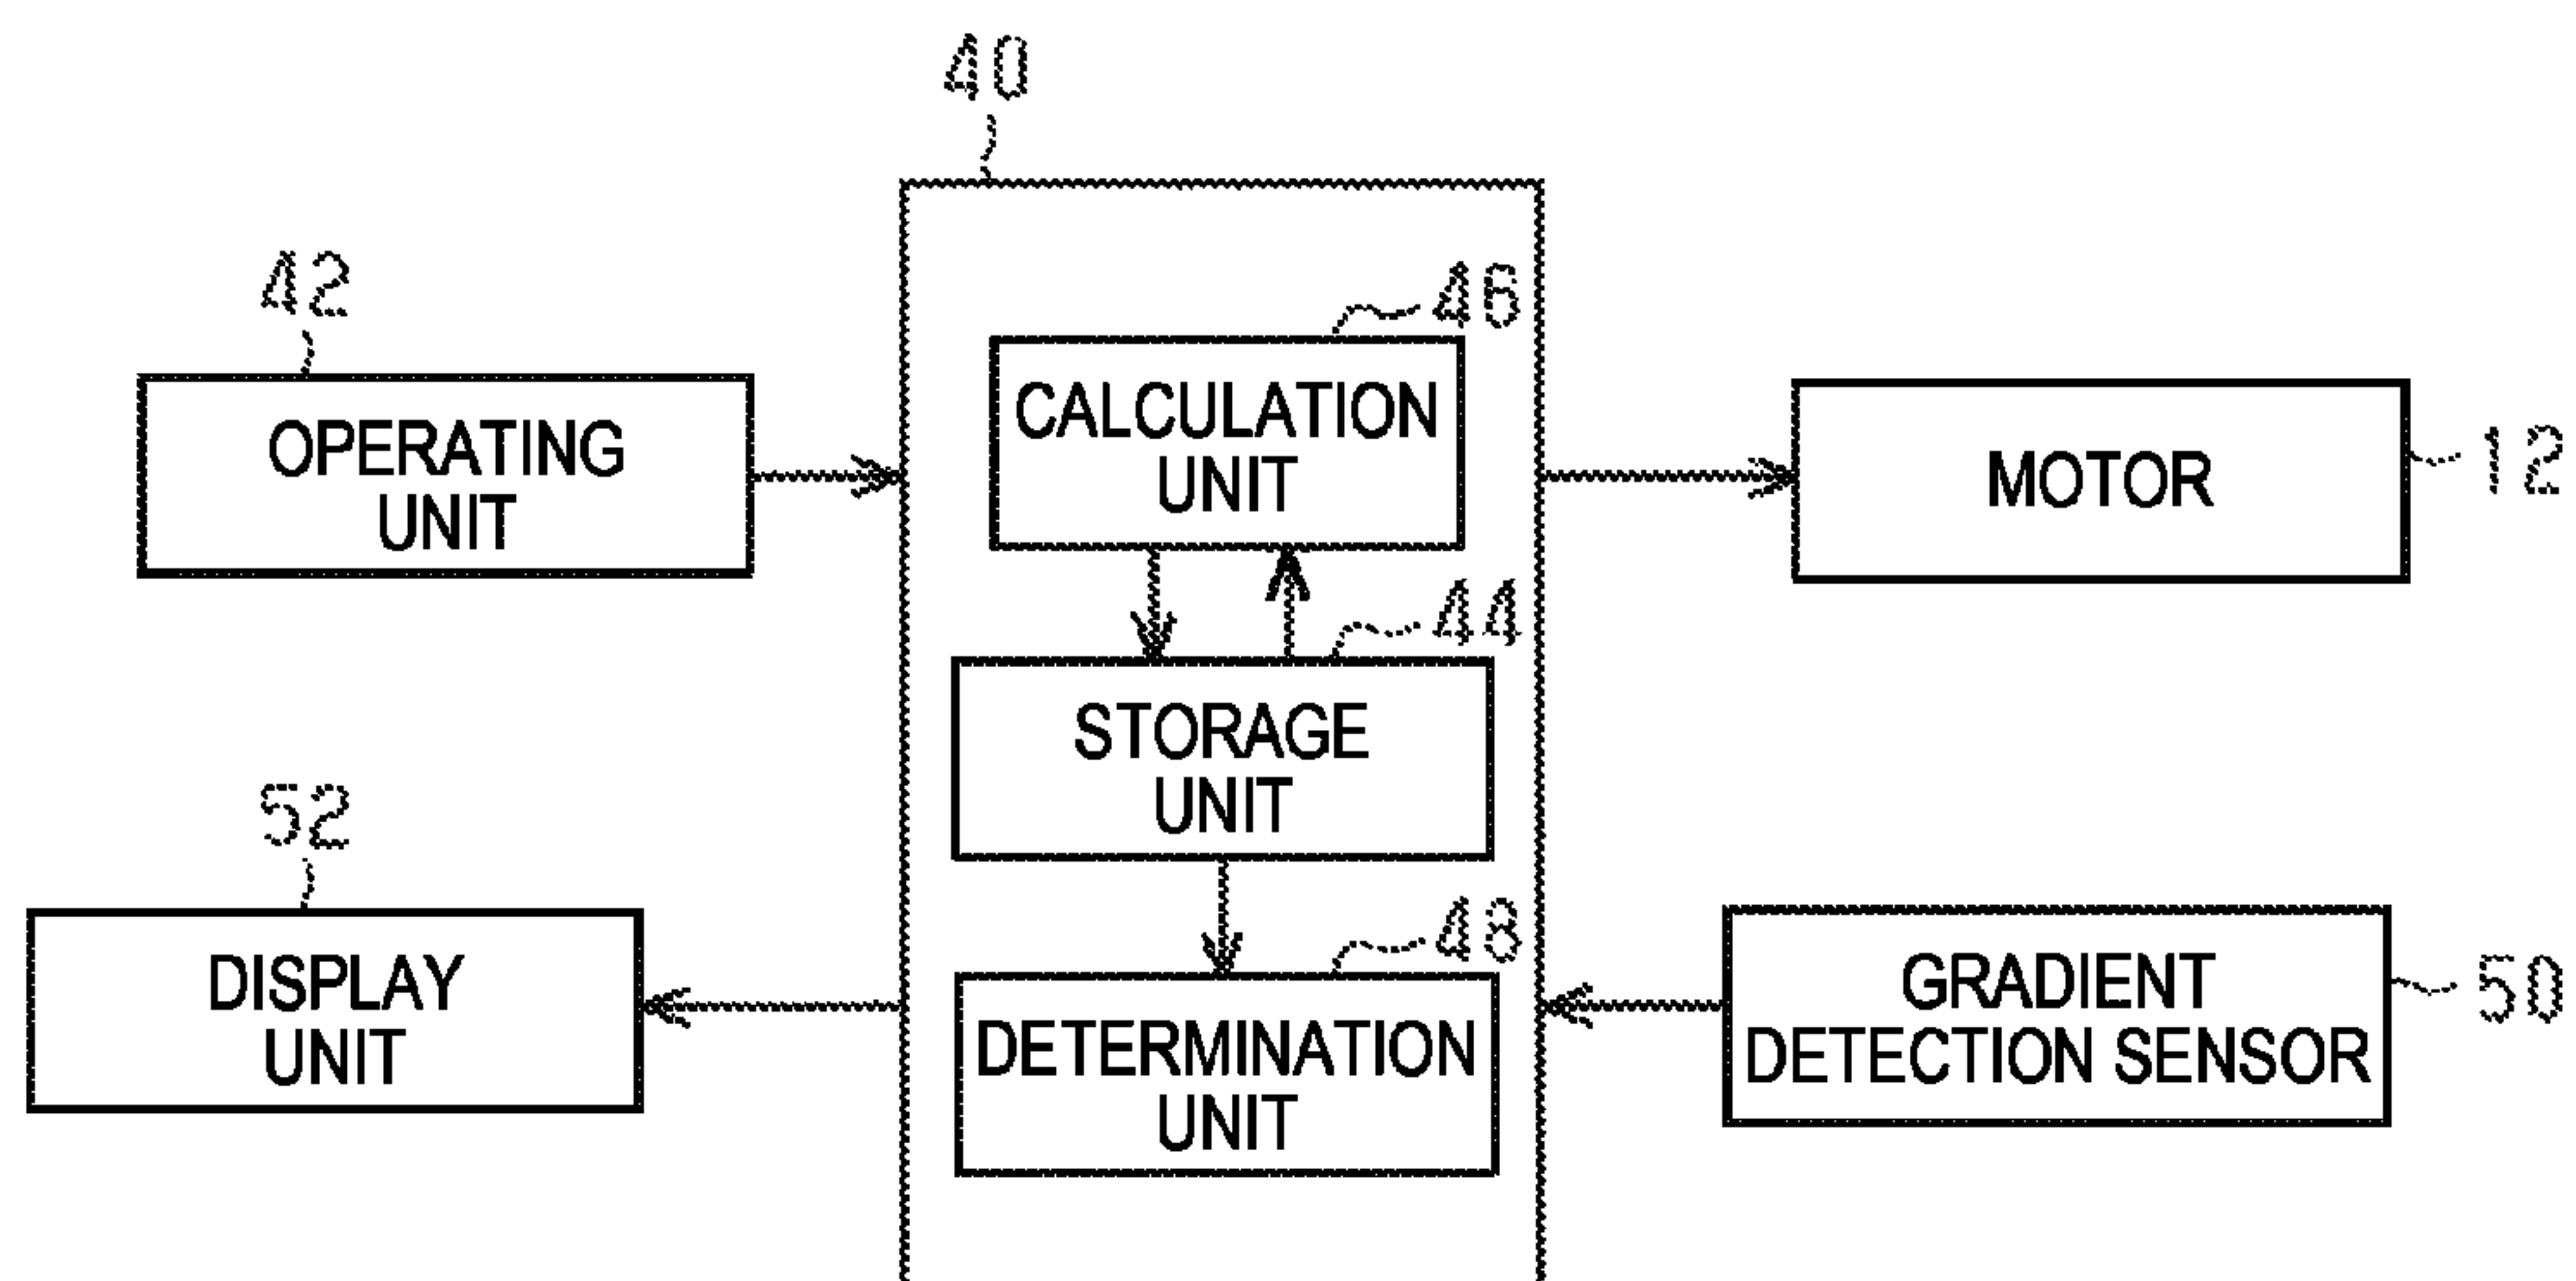 40
42
46
OPERATING
UNIT
CALCULATION
UNIT
MOTOR
12
44
STORAGE
UNIT
52
48
DISPLAY
UNIT
DETERMINATION
UNIT
GRADIENT
DETECTION SENSOR
50